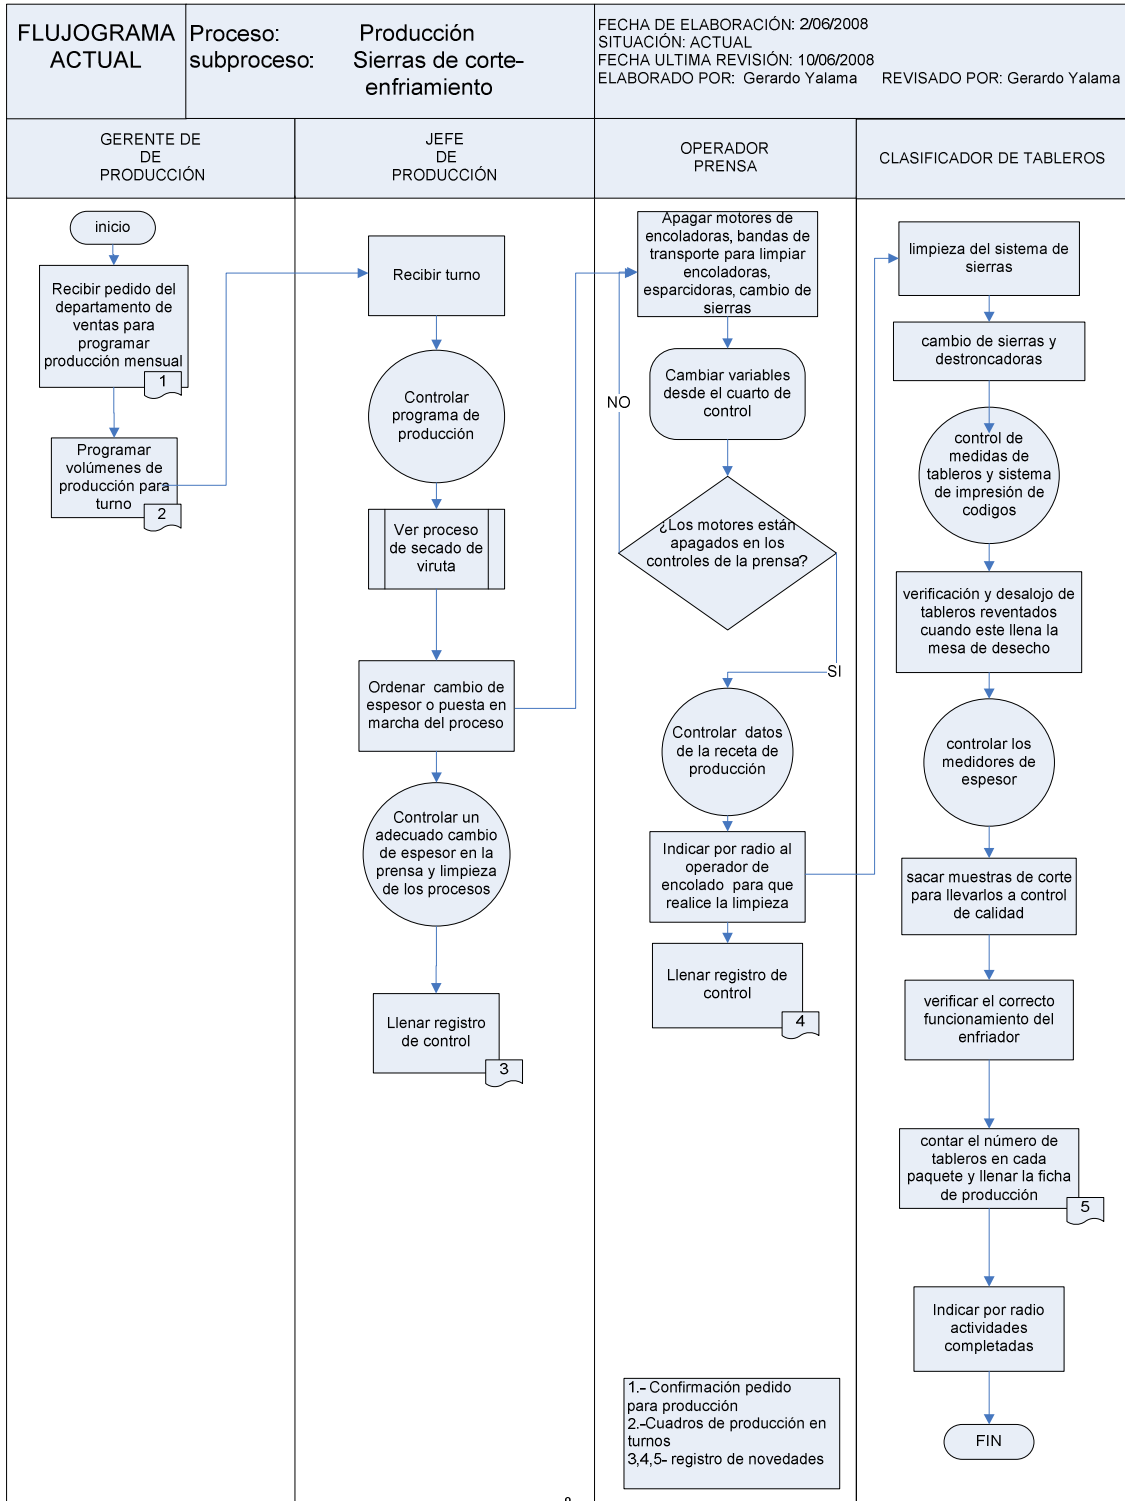 FLUJOGRAMA
ACTUAL
Proceso: Producción
subproceso: Sierras de corte-
enfriamiento
FECHA DE ELABORACIÓN: 2/06/2008
SITUACIÓN: ACTUAL
FECHA ULTIMA REVISIÓN: 10/06/2008
ELABORADO POR: Gerardo Yalama REVISADO POR: Gerardo Yalama
GERENTE DE
DE
PRODUCCIÓN
JEFE
DE
PRODUCCIÓN
OPERADOR
PRENSA
CLASIFICADOR DE TABLEROS
inicio
Recibir pedido del
departamento de
ventas para
programar
producción mensual
1
Programar
volúmenes de
producción para
turno
2
Recibir turno
Controlar
programa de
producción
Ver proceso
de secado de
viruta
Ordenar cambio de
espesor o puesta en
marcha del proceso
Controlar un
adecuado cambio
de espesor en la
prensa y limpieza
de los procesos
Llenar registro
de control
3
Apagar motores de
encoladoras, bandas de
transporte para limpiar
encoladoras,
esparcidoras, cambio de
sierras
Cambiar variables
desde el cuarto de
control
NO
¿Los motores están
apagados en los
controles de la prensa?
SI
Controlar datos
de la receta de
producción
Indicar por radio al
operador de
encolado para que
realice la limpieza
Llenar registro de
control
4
limpieza del sistema de
sierras
cambio de sierras y
destroncadoras
control de
medidas de
tableros y sistema
de impresión de
codigos
verificación y desalojo de
tableros reventados
cuando este llena la
mesa de desecho
controlar los
medidores de
espesor
sacar muestras de corte
para llevarlos a control
de calidad
verificar el correcto
funcionamiento del
enfriador
contar el número de
tableros en cada
paquete y llenar la ficha
de producción
5
Indicar por radio
actividades
completadas
FIN
1.- Confirmación pedido
para producción
2.-Cuadros de producción en
turnos
3,4,5- registro de novedades